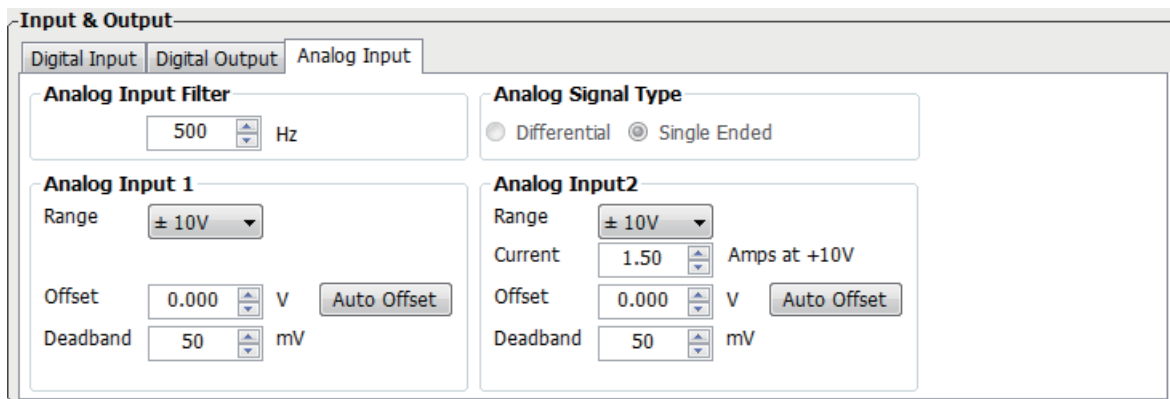 Input & Output
Digital Input Digital Output Analog Input
Analog Input Filter
500 Hz
Analog Signal Type
Differential Single Ended
Analog Input 1
Range ± 10V
Offset 0.000 V Auto Offset
Deadband 50 mV
Analog Input2
Range ± 10V
Current 1.50 Amps at +10V
Offset 0.000 V Auto Offset
Deadband 50 mV